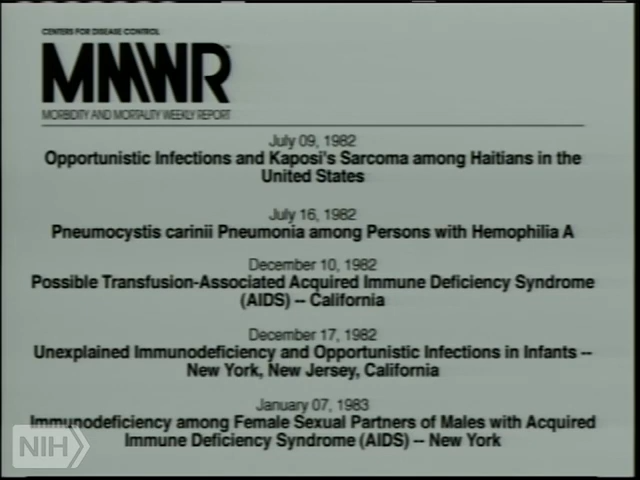 CENTERS FOR DISEASE CONTROL
MMWR
MORBIDITY AND MORTALITY WEEKLY REPORT
July 09, 1982
Opportunistic Infections and Kaposi's Sarcoma among Haitians in the
United States
July 16, 1982
Pneumocystis carinii Pneumonia among Persons with Hemophilia A
December 10, 1982
Possible Transfusion-Associated Acquired Immune Deficiency Syndrome
(AIDS) -- California
December 17, 1982
Unexplained Immunodeficiency and Opportunistic Infections in Infants --
New York, New Jersey, California
January 07, 1983
Immunodeficiency among Female Sexual Partners of Males with Acquired
Immune Deficiency Syndrome (AIDS) -- New York
NIH